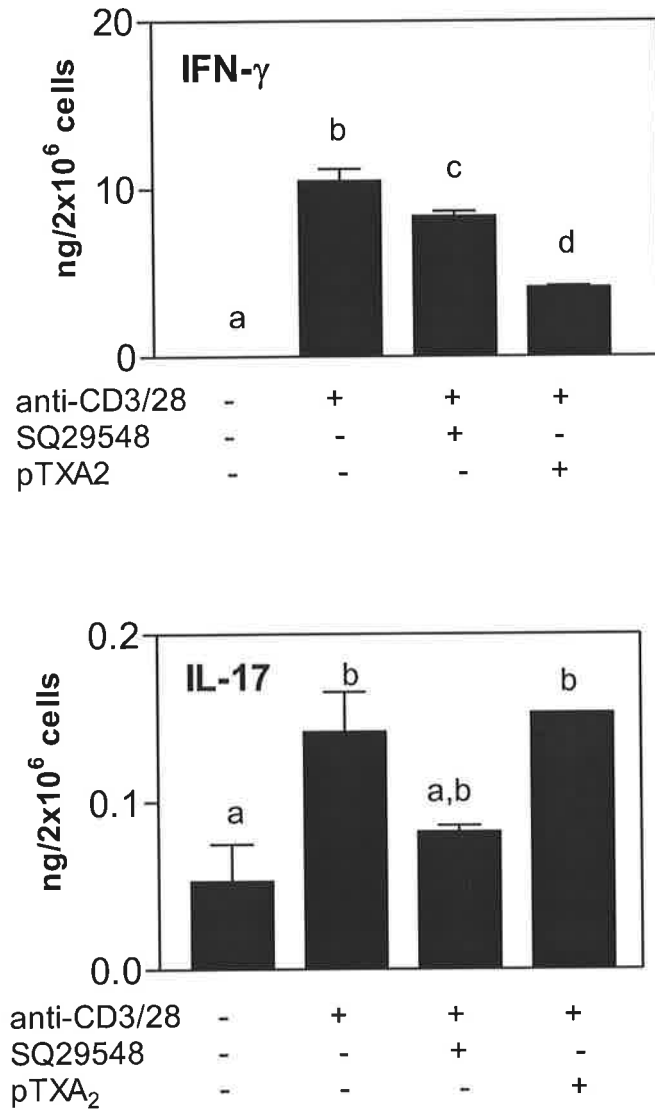 20
IFN-γ
b
ng/2x10⁶ cells
c
10
d
a
0
anti-CD3/28 - + + +
SQ29548 - - + -
pTXA2 - - - +
0.2
IL-17
b
b
ng/2x10⁶ cells
a,b
0.1
a
0.0
anti-CD3/28 - + + +
SQ29548 - - + -
pTXA₂ - - - +